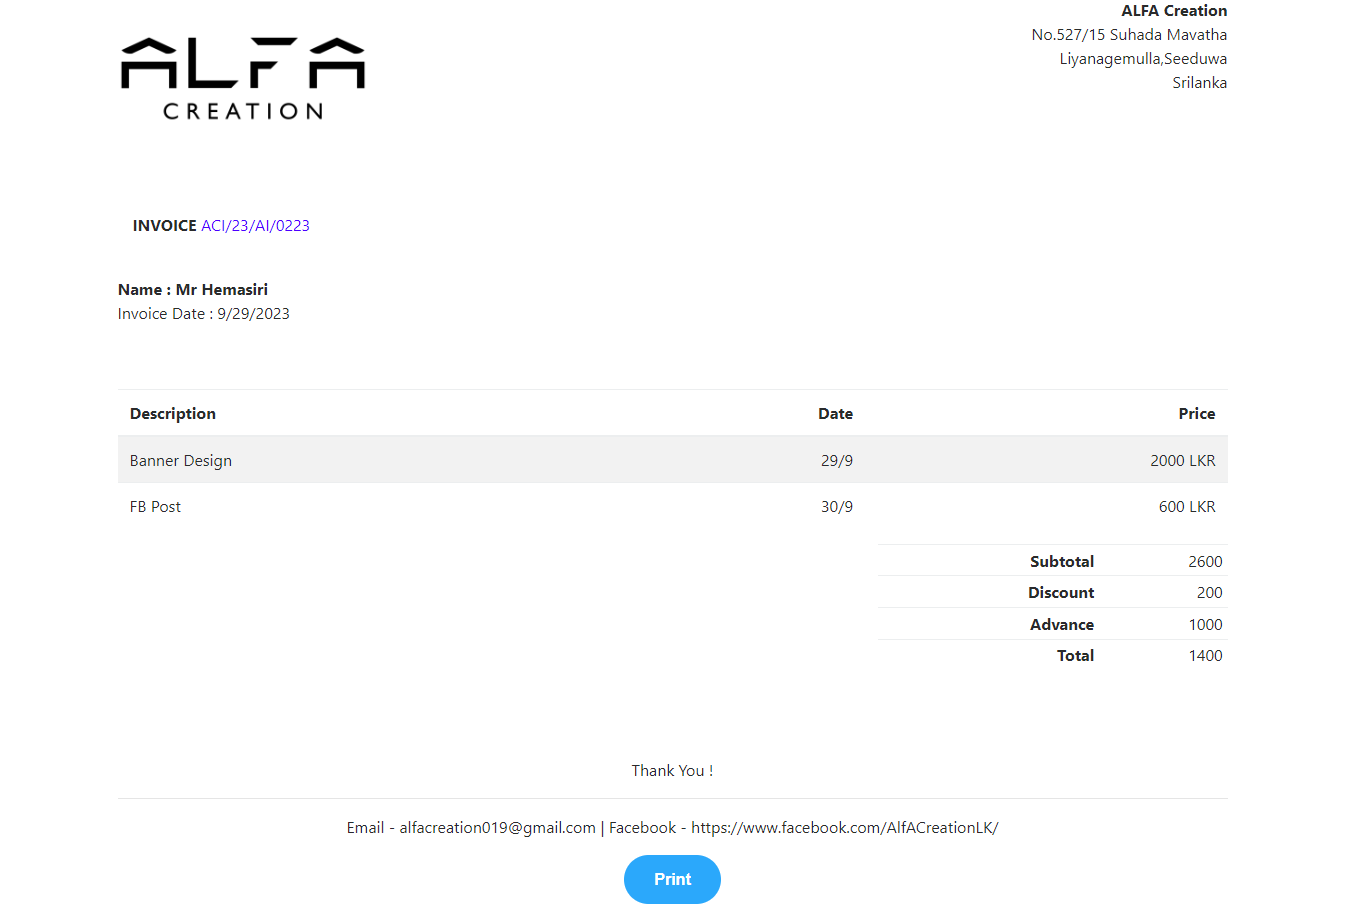 ALFA
CREATION
ALFA Creation
No.527/15 Suhada Mavatha
Liyanagemulla,Seeduwa
Srilanka
INVOICE ACI/23/AI/0223
Name : Mr Hemasiri
Invoice Date : 9/29/2023
Description Date Price
Banner Design 29/9 2000 LKR
FB Post 30/9 600 LKR
Subtotal 2600
Discount 200
Advance 1000
Total 1400
Thank You !
Email - alfacreation019@gmail.com | Facebook - https://www.facebook.com/AlfACreationLK/
Print